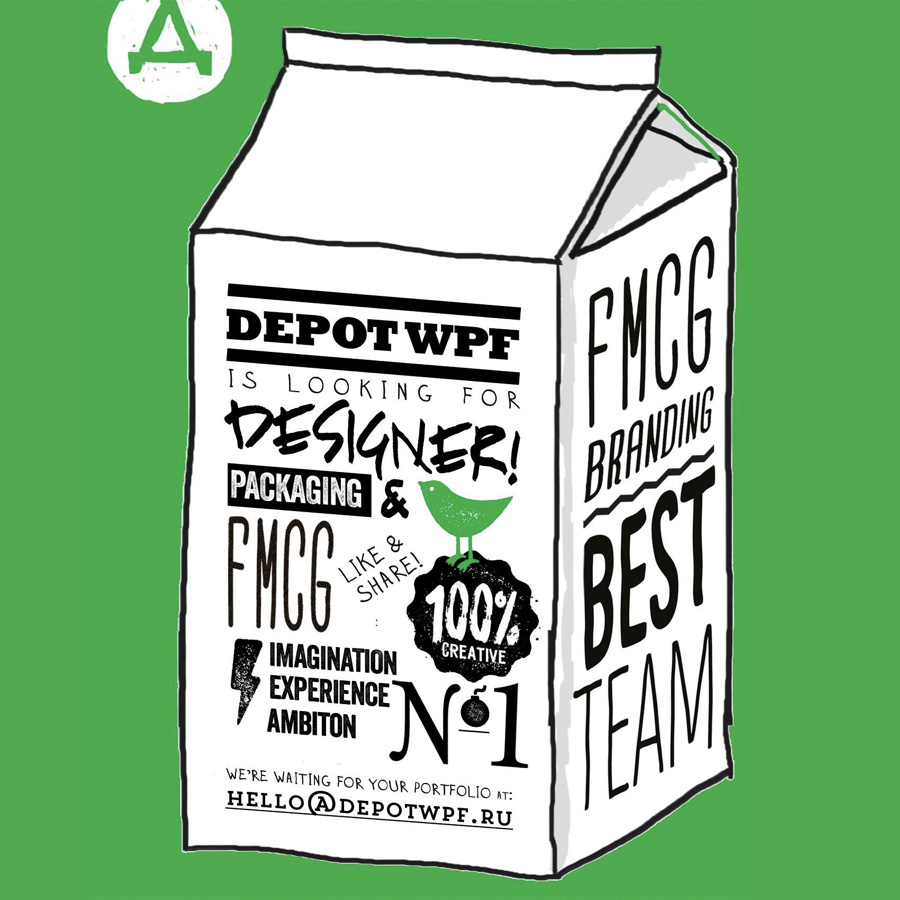 Д
DEPOT WPF
IS LOOKING FOR
DESIGNER!
PACKAGING &
FMCG
LIKE &
SHARE!
100%
CREATIVE
IMAGINATION
EXPERIENCE
AMBITON
№1
WE'RE WAITING FOR YOUR PORTFOLIO AT:
HELLO@DEPOTWPF.RU
FMCG
BRANDING
BEST
TEAM